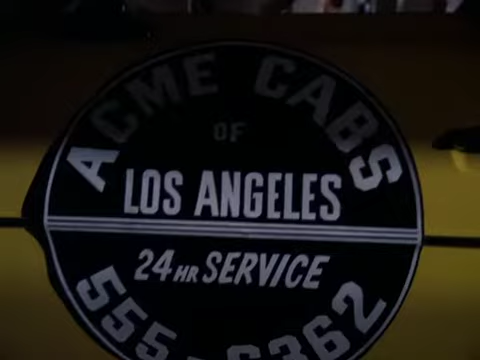 ACME CABS
OF
LOS ANGELES
24 HR SERVICE
555-6362